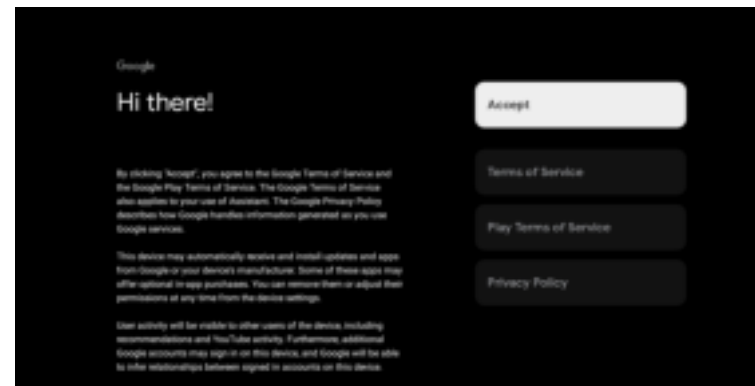 Google
Hi there!
By clicking "Accept", you agree to the Google Terms of Service and
the Google Play Terms of Service. The Google Terms of Service
also applies to your use of Assistant. The Google Privacy Policy
describes how Google handles information generated as you use
Google services.
This device may automatically receive and install updates and apps
from Google or your device's manufacturer. Some of these apps may
offer optional in-app purchases. You can remove them or adjust their
permissions at any time from the device settings.
User activity will be visible to other users of the device, including
recommendations and YouTube activity. Furthermore, additional
Google accounts may sign in on this device, and Google will be able
to infer relationships between signed in accounts on this device.
Accept
Terms of Service
Play Terms of Service
Privacy Policy